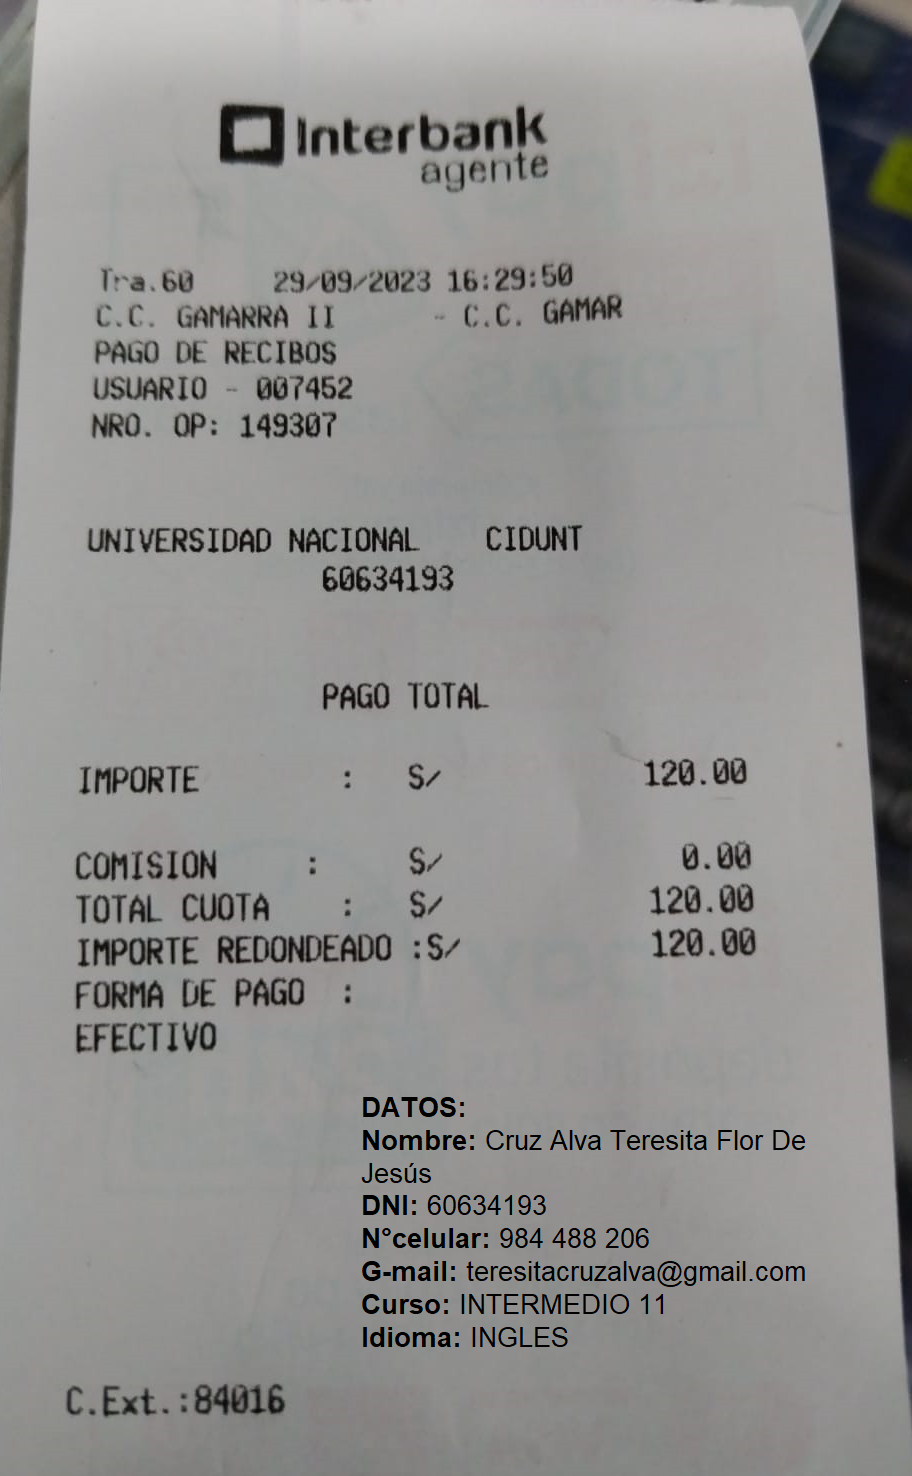 Interbank
agente
Tra.60 29/09/2023 16:29:50
C.C. GAMARRA II - C.C. GAMAR
PAGO DE RECIBOS
USUARIO - 007452
NRO. OP: 149307
UNIVERSIDAD NACIONAL CIDUNT
60634193
PAGO TOTAL
IMPORTE : S/ 120.00
COMISION : S/ 0.00
TOTAL CUOTA : S/ 120.00
IMPORTE REDONDEADO :S/ 120.00
FORMA DE PAGO :
EFECTIVO
DATOS:
Nombre: Cruz Alva Teresita Flor De
Jesús
DNI: 60634193
N°celular: 984 488 206
G-mail: teresitacruzalva@gmail.com
Curso: INTERMEDIO 11
Idioma: INGLES
C.Ext.:84016